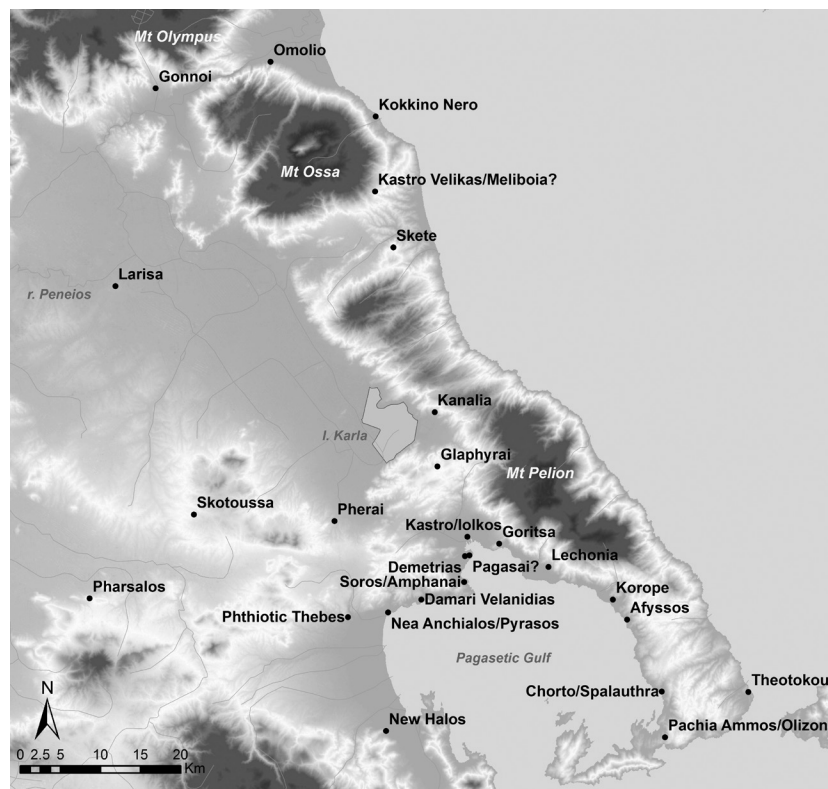 Mt Olympus
Omolio
Gonnoi
Kokkino Nero
Mt Ossa
Kastro Velikas/Meliboia?
Skete
Larisa
r. Peneios
Kanalia
l. Karla
Glaphyrai
Mt Pelion
Skotoussa
Pherai
Kastro/Iolkos
Goritsa
Demetrias
Pagasai?
Lechonia
Soros/Amphanai
Pharsalos
Korope
Damari Velanidias
Afyssos
Phthiotic Thebes
Nea Anchialos/Pyrasos
Pagasetic Gulf
N
Chorto/Spalauthra
Theotokou
New Halos
Pachia Ammos/Olizon
0 2.5 5 10 15 20
Km